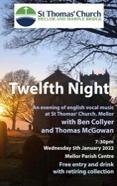 St Thomas' Church
MELLOR AND MARPLE BRIDGE
Twelfth Night
An evening of english vocal music
at St Thomas' Church, Mellor
with Ben Collyer
and Thomas McGowan
7:30pm
Wednesday 5th January 2022
Mellor Parish Centre
Free entry and drink
with retiring collection